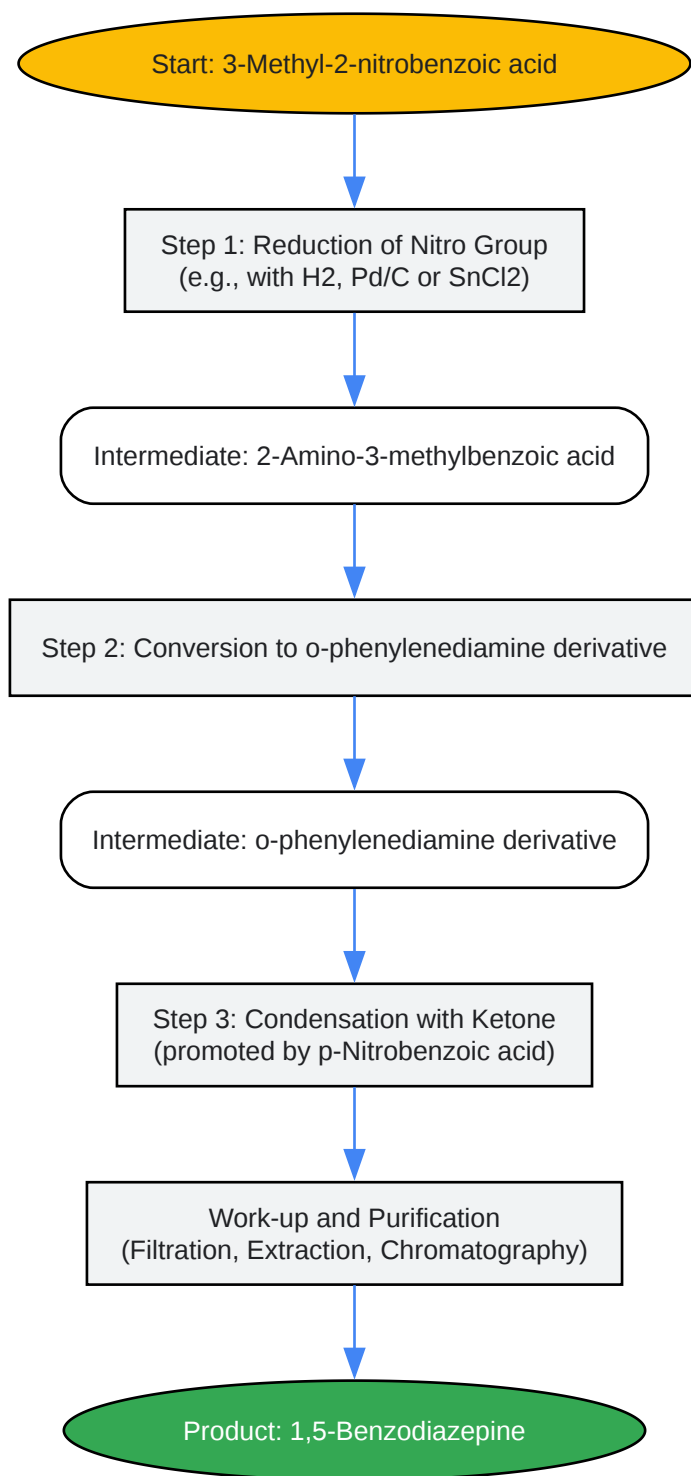 Start: 3-Methyl-2-nitrobenzoic acid
Step 1: Reduction of Nitro Group
(e.g., with H2, Pd/C or SnCl2)
Intermediate: 2-Amino-3-methylbenzoic acid
Step 2: Conversion to o-phenylenediamine derivative
Intermediate: o-phenylenediamine derivative
Step 3: Condensation with Ketone
(promoted by p-Nitrobenzoic acid)
Work-up and Purification
(Filtration, Extraction, Chromatography)
Product: 1,5-Benzodiazepine